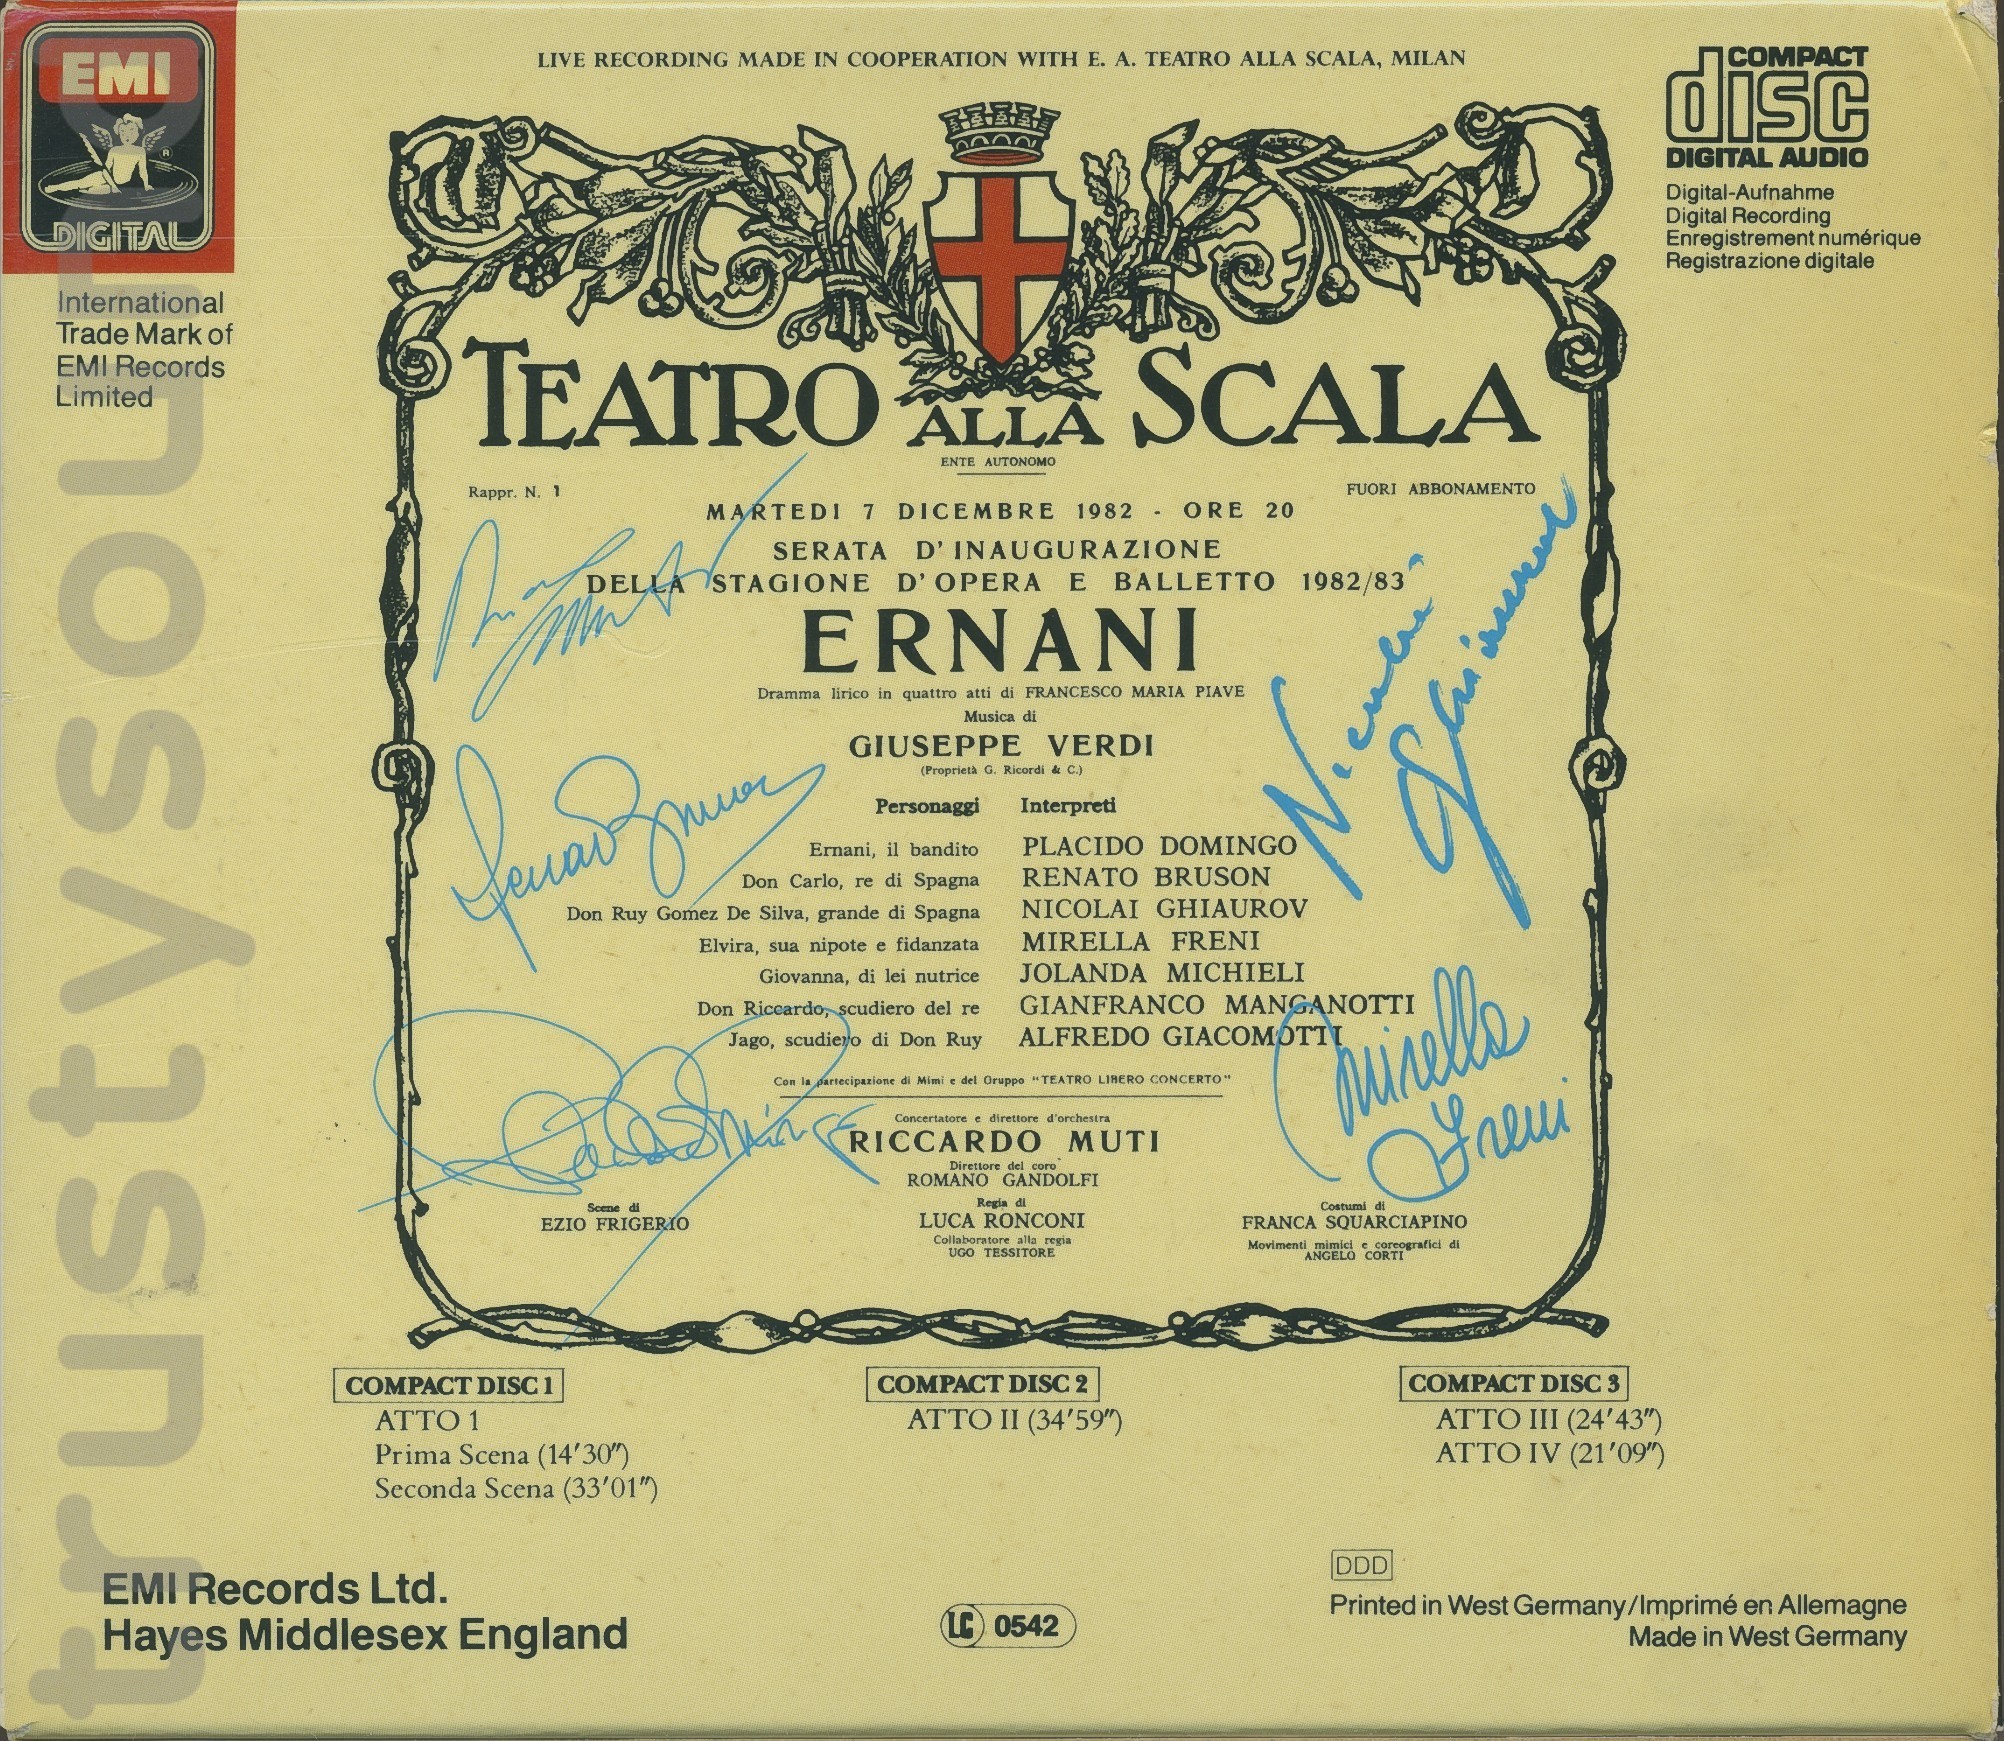 EMI
DIGITAL
International
Trade Mark of
EMI Records
Limited
LIVE RECORDING MADE IN COOPERATION WITH E. A. TEATRO ALLA SCALA, MILAN
COMPACT
disc
DIGITAL AUDIO
Digital-Aufnahme
Digital Recording
Enregistrement numérique
Registrazione digitale
TEATRO ALLA SCALA
ENTE AUTONOMO
Rappr. N. 1
FUORI ABBONAMENTO
MARTEDI 7 DICEMBRE 1982 - ORE 20
SERATA D'INAUGURAZIONE
DELLA STAGIONE D'OPERA E BALLETTO 1982/83
ERNANI
Dramma lirico in quattro atti di FRANCESCO MARIA PIAVE
Musica di
GIUSEPPE VERDI
(Proprietà G. Ricordi & C.)
Personaggi Interpreti
Ernani, il bandito PLACIDO DOMINGO
Don Carlo, re di Spagna RENATO BRUSON
Don Ruy Gomez De Silva, grande di Spagna NICOLAI GHIAUROV
Elvira, sua nipote e fidanzata MIRELLA FRENI
Giovanna, di lei nutrice JOLANDA MICHIELI
Don Riccardo, scudiero del re GIANFRANCO MANGANOTTI
Jago, scudiero di Don Ruy ALFREDO GIACOMOTTI
Con la partecipazione di Mimi e del Gruppo "TEATRO LIBERO CONCERTO"
Concertatore e direttore d'orchestra
RICCARDO MUTI
Direttore del coro
ROMANO GANDOLFI
Scene di
EZIO FRIGERIO
Regia di
LUCA RONCONI
Collaboratore alla regia
UGO TESSITORE
Costumi di
FRANCA SQUARCIAPINO
Movimenti mimici e coreografici di
ANGELO CORTI
Mirella
Freni
COMPACT DISC 1
ATTO 1
Prima Scena (14'30")
Seconda Scena (33'01")
COMPACT DISC 2
ATTO II (34'59")
COMPACT DISC 3
ATTO III (24'43")
ATTO IV (21'09")
EMI Records Ltd.
Hayes Middlesex England
LC 0542
DDD
Printed in West Germany/Imprimé en Allemagne
Made in West Germany
trustysound